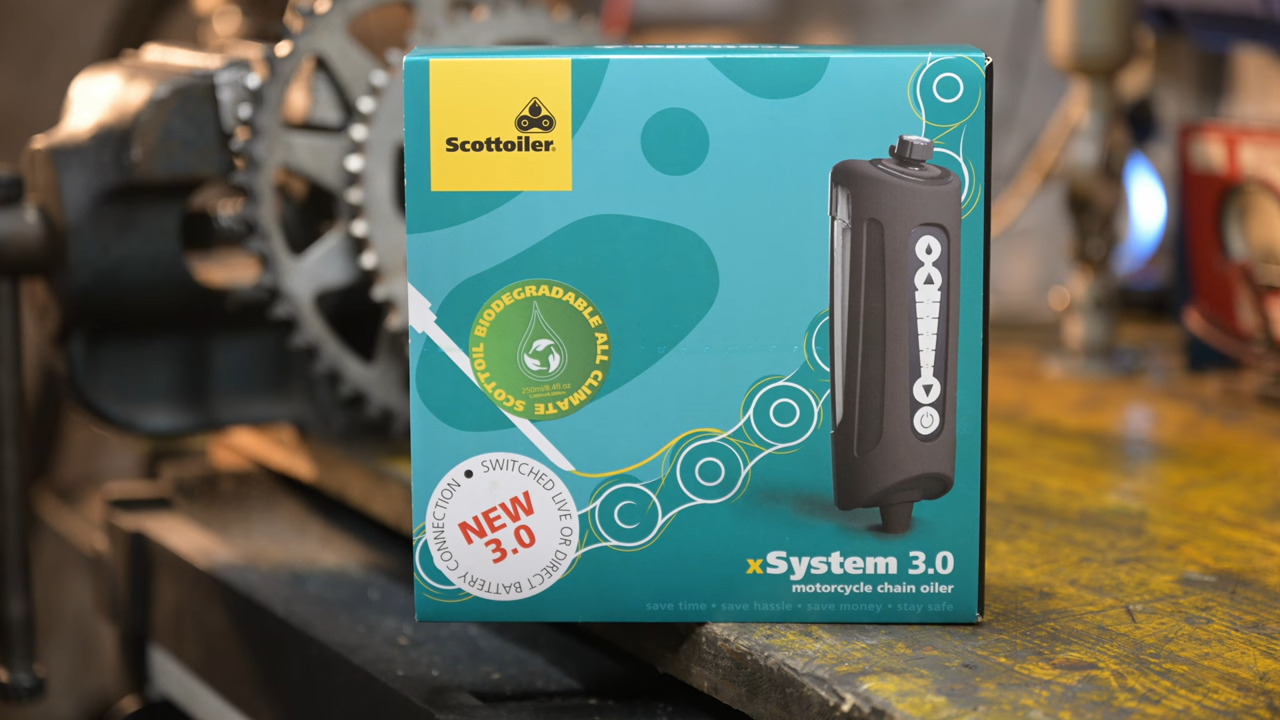 Scottoiler®
SCOTTOIL BIODEGRADABLE ALL CLIMATE
250ml/8.4fl.oz
SWITCHED LIVE OR DIRECT BATTERY CONNECTION
NEW
3.0
xSystem 3.0
motorcycle chain oiler
save time • save hassle • save money • stay safe